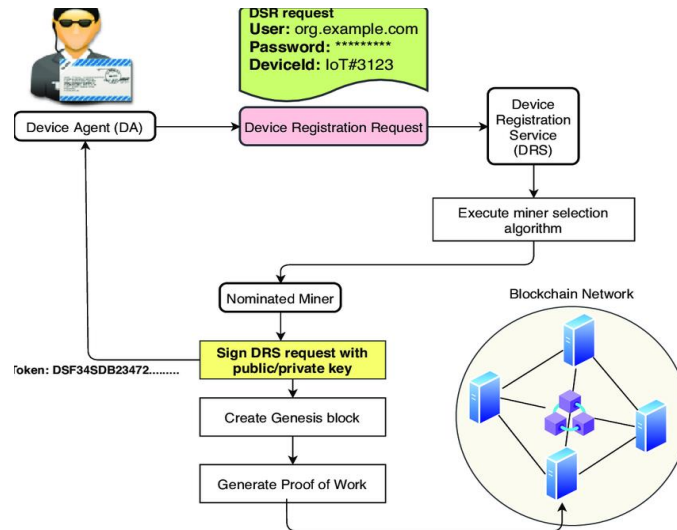 DSR request
User: org.example.com
Password: *********
DeviceId: IoT#3123
Device Agent (DA)
Device Registration Request
Device
Registration
Service
(DRS)
Execute miner selection
algorithm
Nominated Miner
Blockchain Network
Sign DRS request with
public/private key
Token: DSF34SDB23472.........
Create Genesis block
Generate Proof of Work